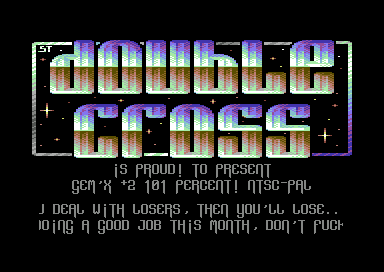 ST
DOUBLE
CROSS
iS PROUD! TO PRESENT
GEM'X +2 101 PERCENT! NTSC-PAL
DEAL WITH LOSERS, THEN YOU'LL LOSE..
DOING A GOOD JOB THIS MONTH, DON'T